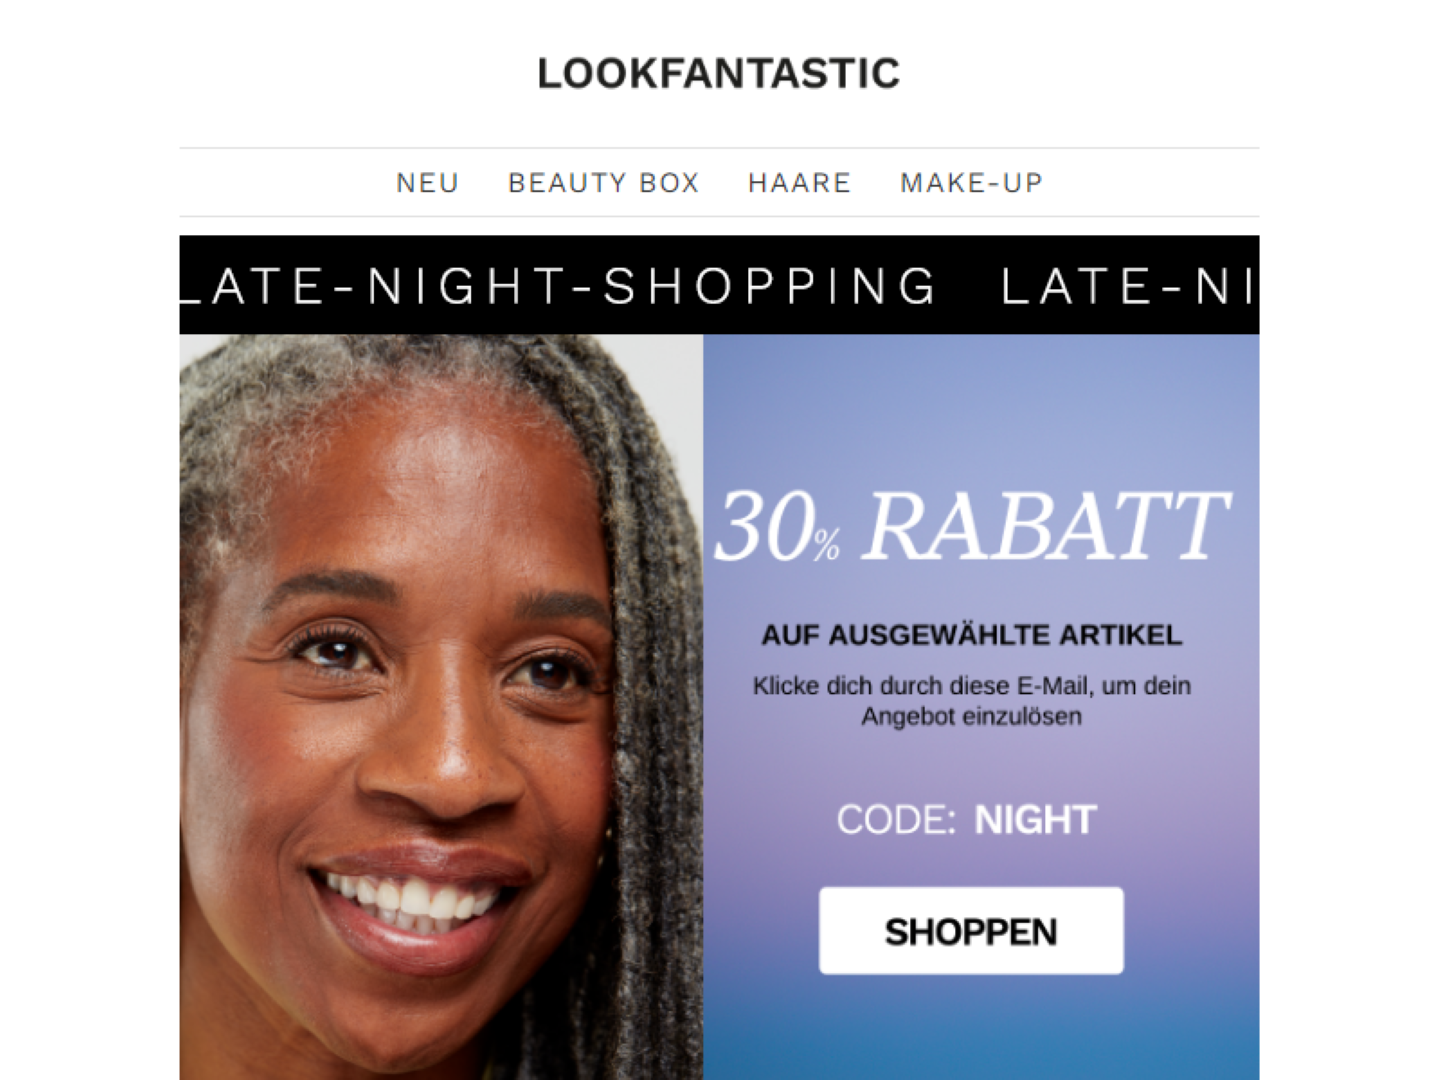 LOOKFANTASTIC
NEU BEAUTY BOX HAARE MAKE-UP
LATE-NIGHT-SHOPPING LATE-NI
30% RABATT
AUF AUSGEWÄHLTE ARTIKEL
Klicke dich durch diese E-Mail, um dein
Angebot einzulösen
CODE: NIGHT
SHOPPEN